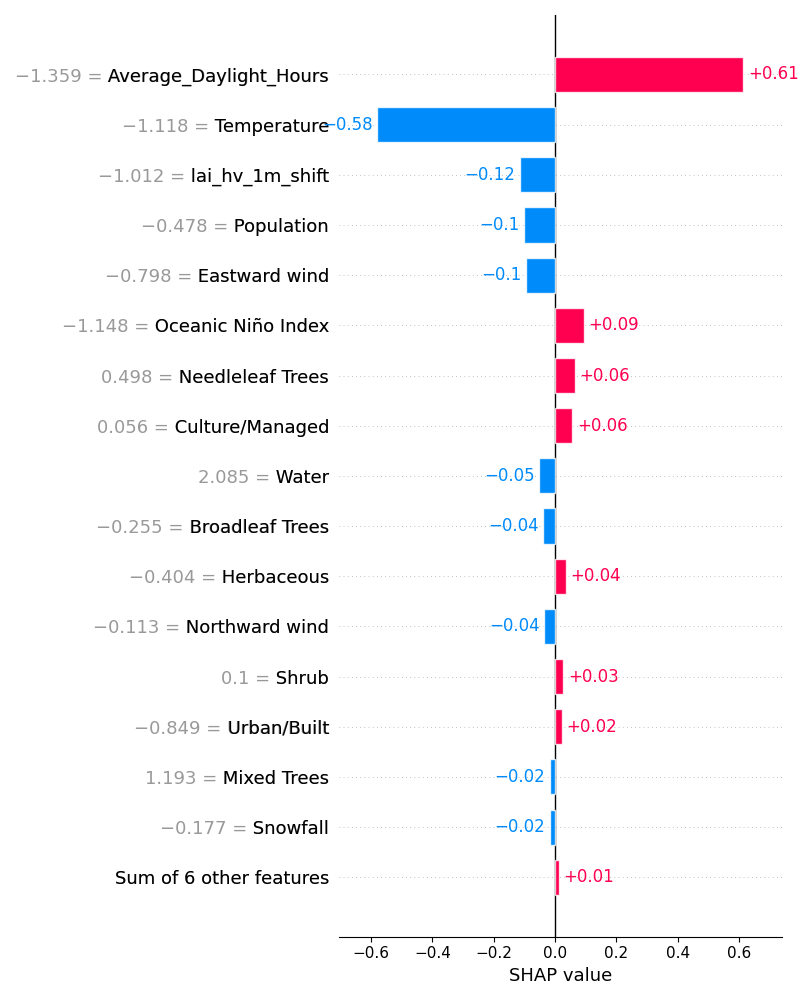 −1.359 = Average_Daylight_Hours +0.61
−1.118 = Temperature −0.58
−1.012 = lai_hv_1m_shift −0.12
−0.478 = Population −0.1
−0.798 = Eastward wind −0.1
−1.148 = Oceanic Niño Index +0.09
0.498 = Needleleaf Trees +0.06
0.056 = Culture/Managed +0.06
2.085 = Water −0.05
−0.255 = Broadleaf Trees −0.04
−0.404 = Herbaceous +0.04
−0.113 = Northward wind −0.04
0.1 = Shrub +0.03
−0.849 = Urban/Built +0.02
1.193 = Mixed Trees −0.02
−0.177 = Snowfall −0.02
Sum of 6 other features +0.01
−0.6 −0.4 −0.2 0.0 0.2 0.4 0.6
SHAP value